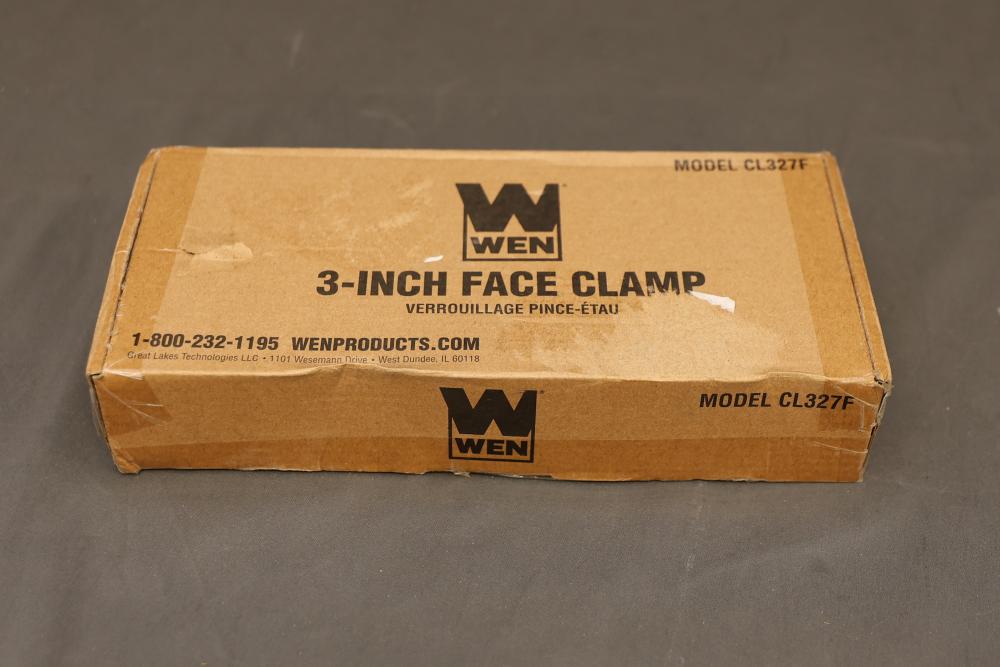 MODEL CL327F
W
WEN
3-INCH FACE CLAMP
VERROUILLAGE PINCE-ÉTAU
1-800-232-1195 WENPRODUCTS.COM
Great Lakes Technologies LLC • 1101 Wesemann Drive • West Dundee, IL 60118
W
WEN
MODEL CL327F